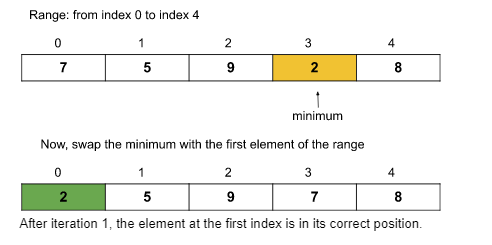 Range: from index 0 to index 4
0 1 2 3 4
7 5 9 2 8
minimum
Now, swap the minimum with the first element of the range
0 1 2 3 4
2 5 9 7 8
After iteration 1, the element at the first index is in its correct position.